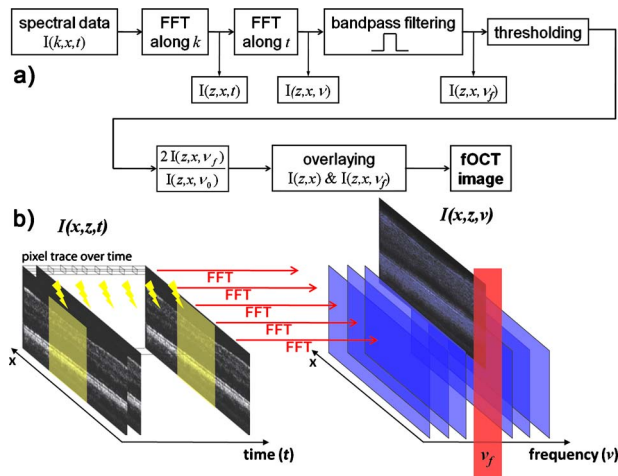 spectral data
I(k,x,t)
FFT
along k
FFT
along t
bandpass filtering
thresholding
a)
I(z,x,t)
I(z,x,ν)
I(z,x,ν_f)
2 I(z,x,ν_f)
I(z,x,ν_0)
overlaying
I(z,x) & I(z,x,ν_f)
fOCT
image
b)
I(x,z,t)
I(x,z,ν)
pixel trace over time
FFT
FFT
FFT
FFT
FFT
x
time (t)
x
ν_f
frequency (ν)